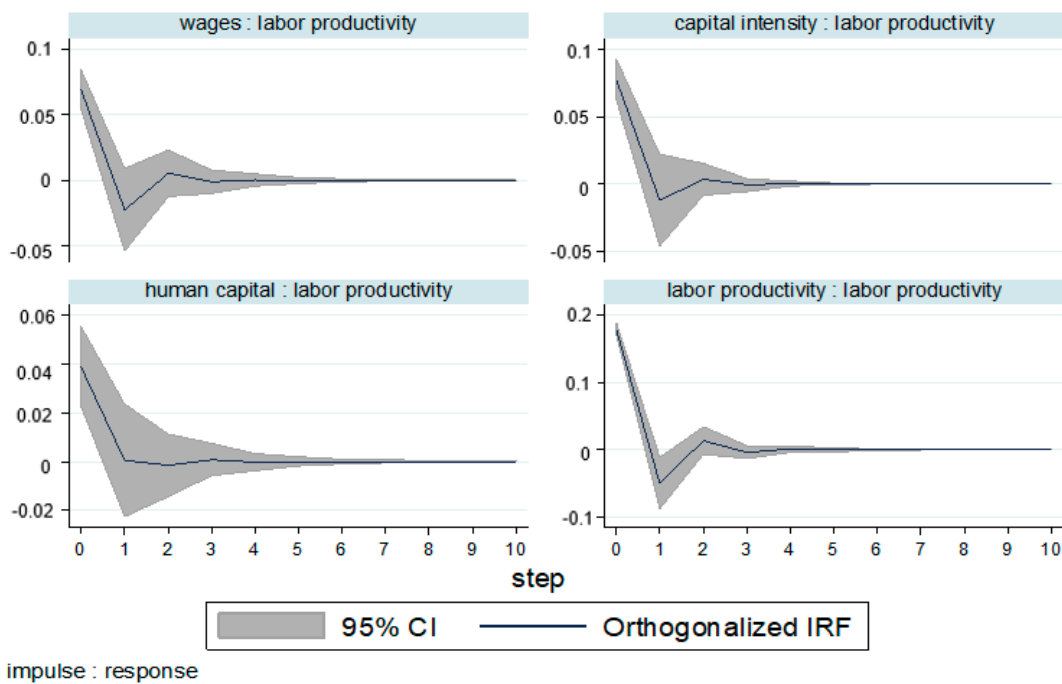 wages : labor productivity
0.1
0.05
0
-0.05
capital intensity : labor productivity
0.1
0.05
0
-0.05
human capital : labor productivity
0.06
0.04
0.02
0
-0.02
0 1 2 3 4 5 6 7 8 9 10
labor productivity : labor productivity
0.2
0.1
0
-0.1
0 1 2 3 4 5 6 7 8 9 10
step
95% CI Orthogonalized IRF
impulse : response